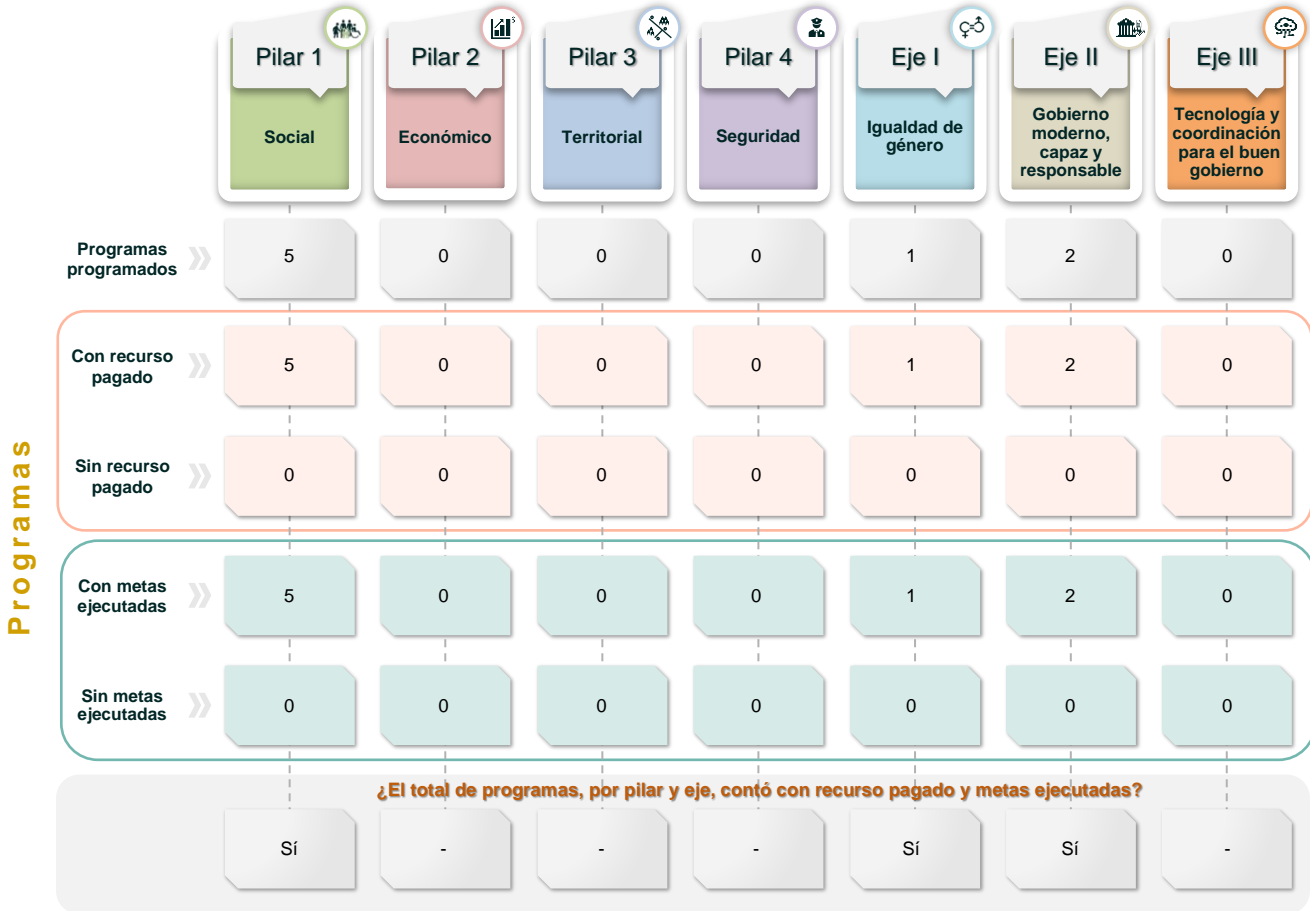 Pilar 1
Pilar 2
Pilar 3
Pilar 4
Eje I
Eje II
Eje III
Social
Económico
Territorial
Seguridad
Igualdad de
género
Gobierno
moderno,
capaz y
responsable
Tecnología y
coordinación
para el buen
gobierno
Programas
Programas
programados
5
0
0
0
1
2
0
Con recurso
pagado
5
0
0
0
1
2
0
Sin recurso
pagado
0
0
0
0
0
0
0
Con metas
ejecutadas
5
0
0
0
1
2
0
Sin metas
ejecutadas
0
0
0
0
0
0
0
¿El total de programas, por pilar y eje, contó con recurso pagado y metas ejecutadas?
Sí
-
-
-
Sí
Sí
-